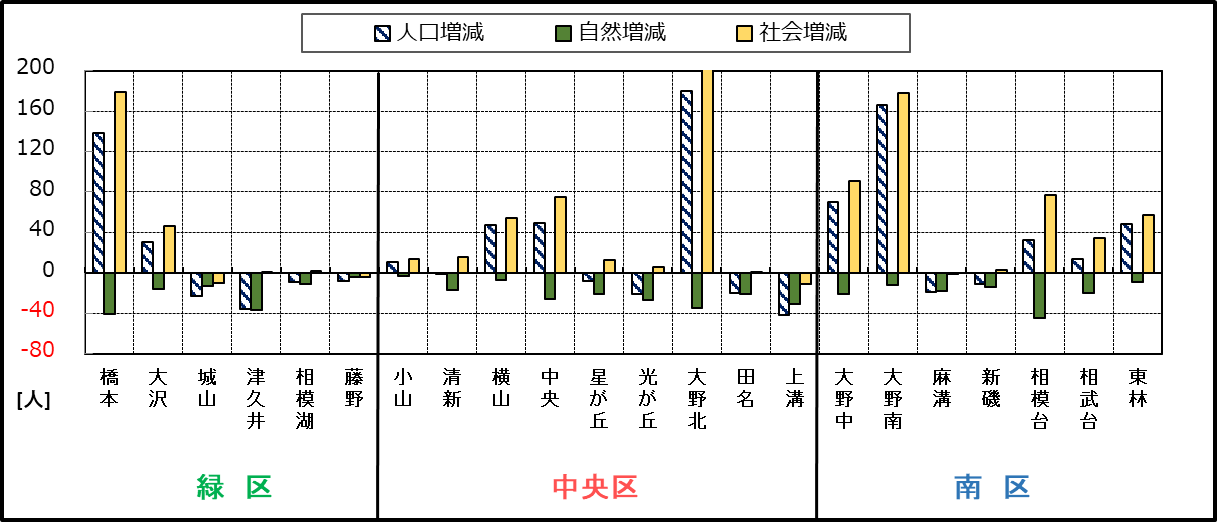 人口増減 自然増減 社会増減
200
160
120
80
40
0
-40
-80
[人]
橋本 大沢 城山 津久井 相模湖 藤野 小山 清新 横山 中央 星が丘 光が丘 大野北 田名 上溝 大野中 大野南 麻溝 新磯 相模台 相武台 東林
緑 区 中央区 南 区